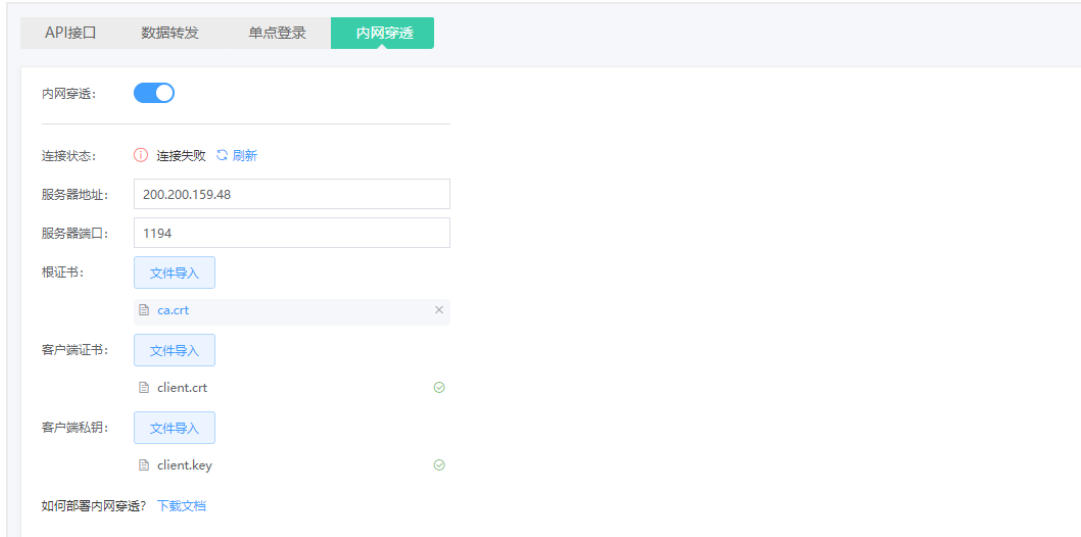 API接口 数据转发 单点登录 内网穿透
内网穿透：
连接状态： 连接失败 刷新
服务器地址： 200.200.159.48
服务器端口： 1194
根证书： 文件导入
ca.crt
客户端证书： 文件导入
client.crt
客户端私钥： 文件导入
client.key
如何部署内网穿透？ 下载文档